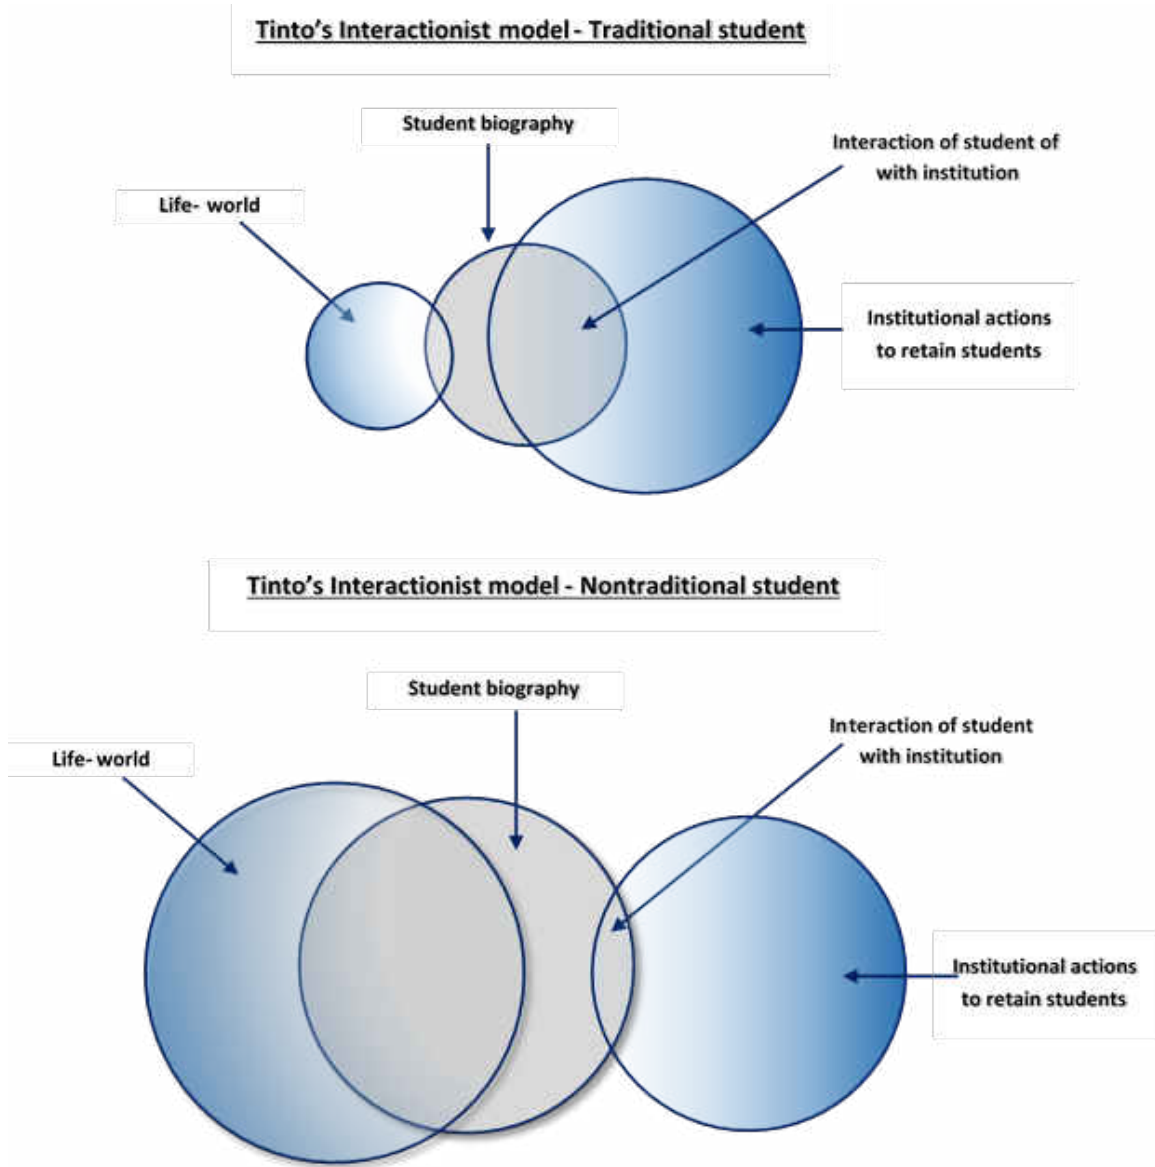 Tinto's Interactionist model - Traditional student
Student biography
Interaction of student of
with institution
Life- world
Institutional actions
to retain students
Tinto's Interactionist model - Nontraditional student
Student biography
Interaction of student
with institution
Life- world
Institutional actions
to retain students